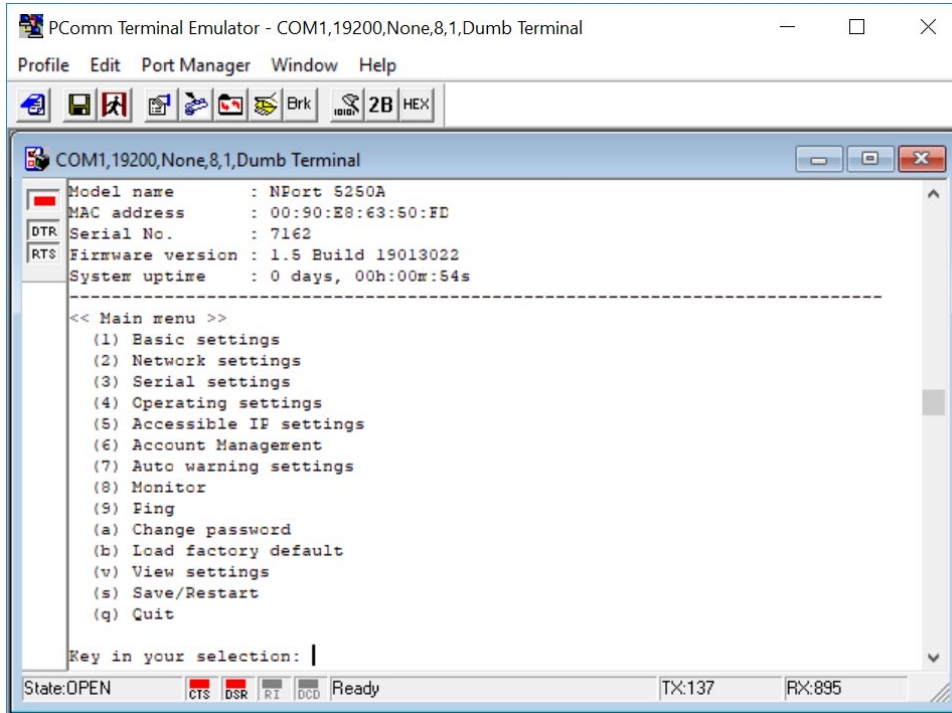 PComm Terminal Emulator - COM1,19200,None,8,1,Dumb Terminal
Profile Edit Port Manager Window Help
Brk 2B HEX
COM1,19200,None,8,1,Dumb Terminal
Model name : NPort 5250A
MAC address : 00:90:E8:63:50:FD
DTR Serial No. : 7162
RTS Firmware version : 1.5 Build 19013022
System uptime : 0 days, 00h:00m:54s
-----------------------------------------------------------------------------
<< Main menu >>
(1) Basic settings
(2) Network settings
(3) Serial settings
(4) Operating settings
(5) Accessible IP settings
(6) Account Management
(7) Auto warning settings
(8) Monitor
(9) Ping
(a) Change password
(b) Load factory default
(v) View settings
(s) Save/Restart
(q) Quit
Key in your selection:
State:OPEN CTS DSR RI DCD Ready TX:137 RX:895